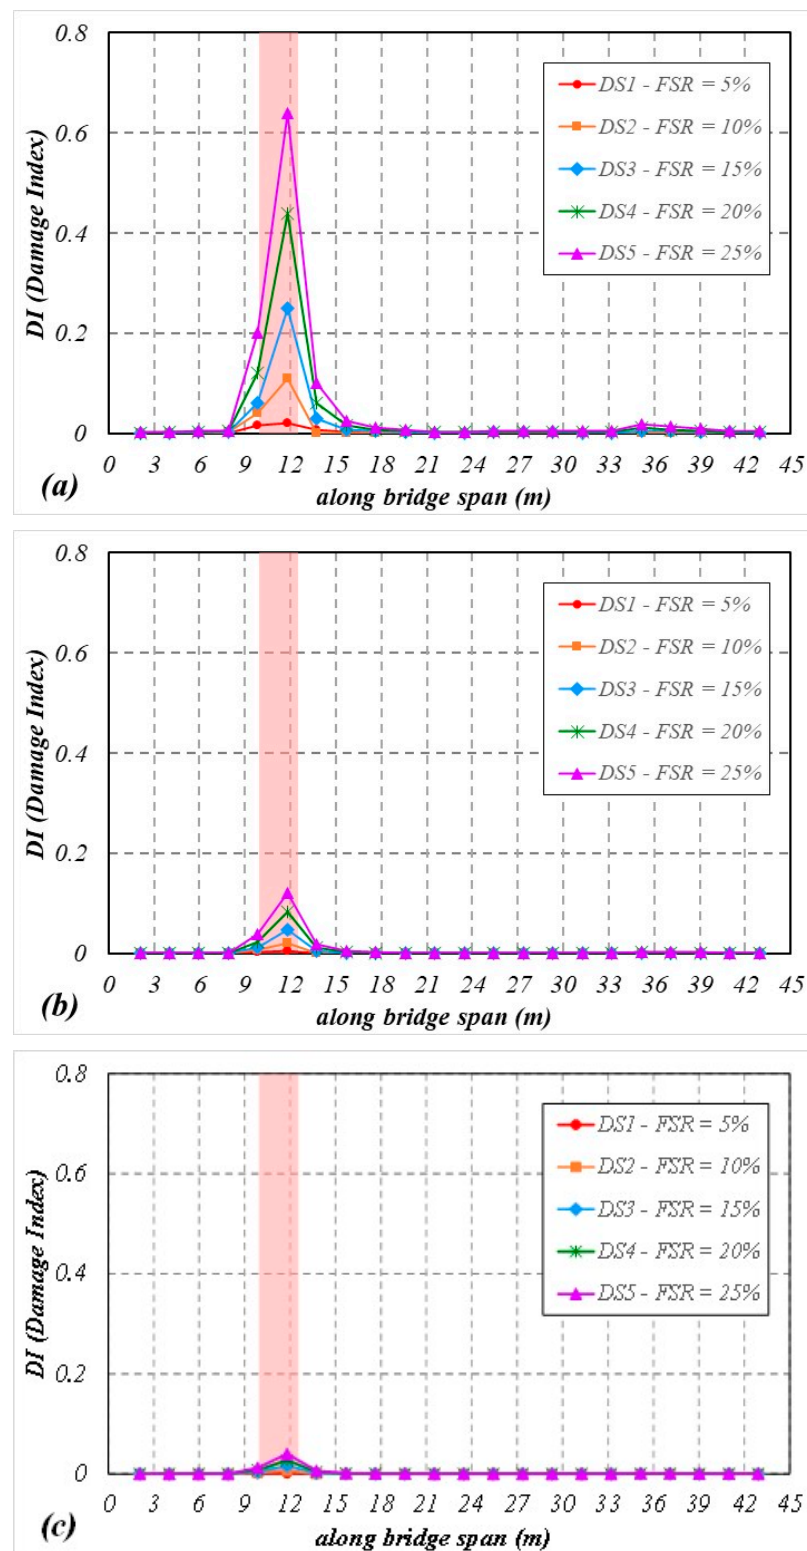 0.8
DS1 - FSR = 5%
0.6
DS2 - FSR = 10%
DS3 - FSR = 15%
0.4
DS4 - FSR = 20%
DS5 - FSR = 25%
0.2
0
DI (Damage Index)
0 3 6 9 12 15 18 21 24 27 30 33 36 39 42 45
(a)
along bridge span (m)
0.8
DS1 - FSR = 5%
0.6
DS2 - FSR = 10%
DS3 - FSR = 15%
0.4
DS4 - FSR = 20%
DS5 - FSR = 25%
0.2
0
DI (Damage Index)
0 3 6 9 12 15 18 21 24 27 30 33 36 39 42 45
(b)
along bridge span (m)
0.8
DS1 - FSR = 5%
0.6
DS2 - FSR = 10%
DS3 - FSR = 15%
0.4
DS4 - FSR = 20%
DS5 - FSR = 25%
0.2
0
DI (Damage Index)
0 3 6 9 12 15 18 21 24 27 30 33 36 39 42 45
(c)
along bridge span (m)